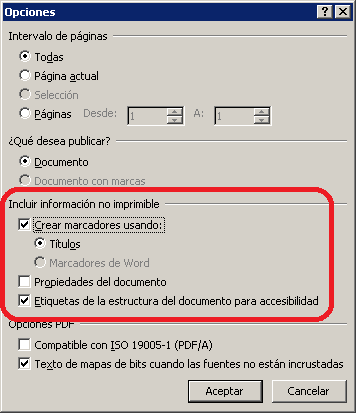 Opciones
Intervalo de páginas
Todas
Página actual
Selección
Páginas Desde: 1 A: 1
¿Qué desea publicar?
Documento
Documento con marcas
Incluir información no imprimible
Crear marcadores usando:
Títulos
Marcadores de Word
Propiedades del documento
Etiquetas de la estructura del documento para accesibilidad
Opciones PDF
Compatible con ISO 19005-1 (PDF/A)
Texto de mapas de bits cuando las fuentes no están incrustadas
Aceptar Cancelar